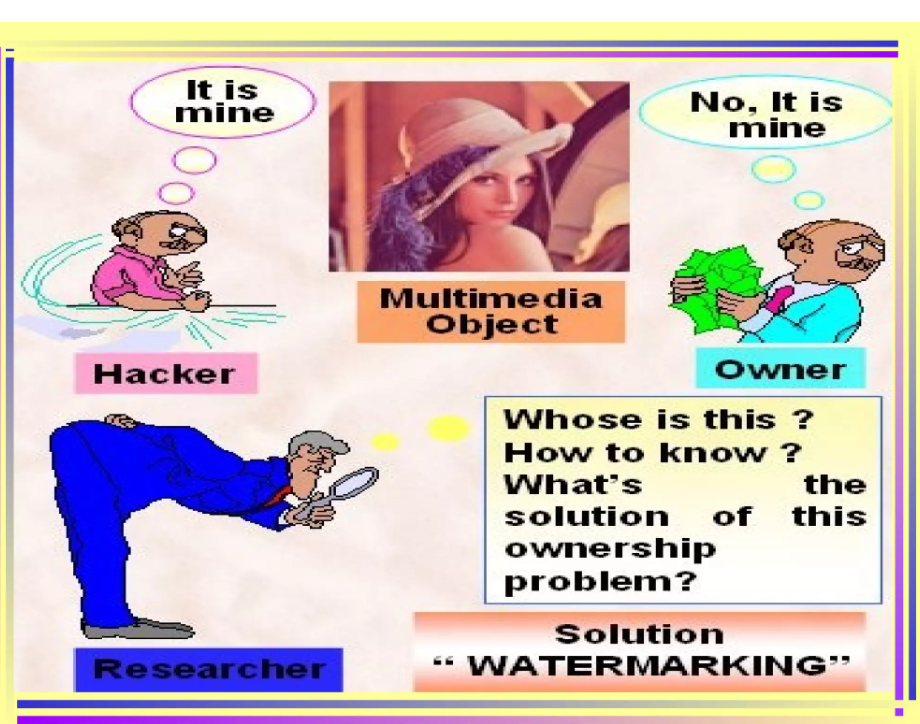 It is
mine
No, It is
mine
Multimedia
Object
Hacker
Owner
Whose is this ?
How to know ?
What's the
solution of this
ownership
problem?
Researcher
Solution
“ WATERMARKING”